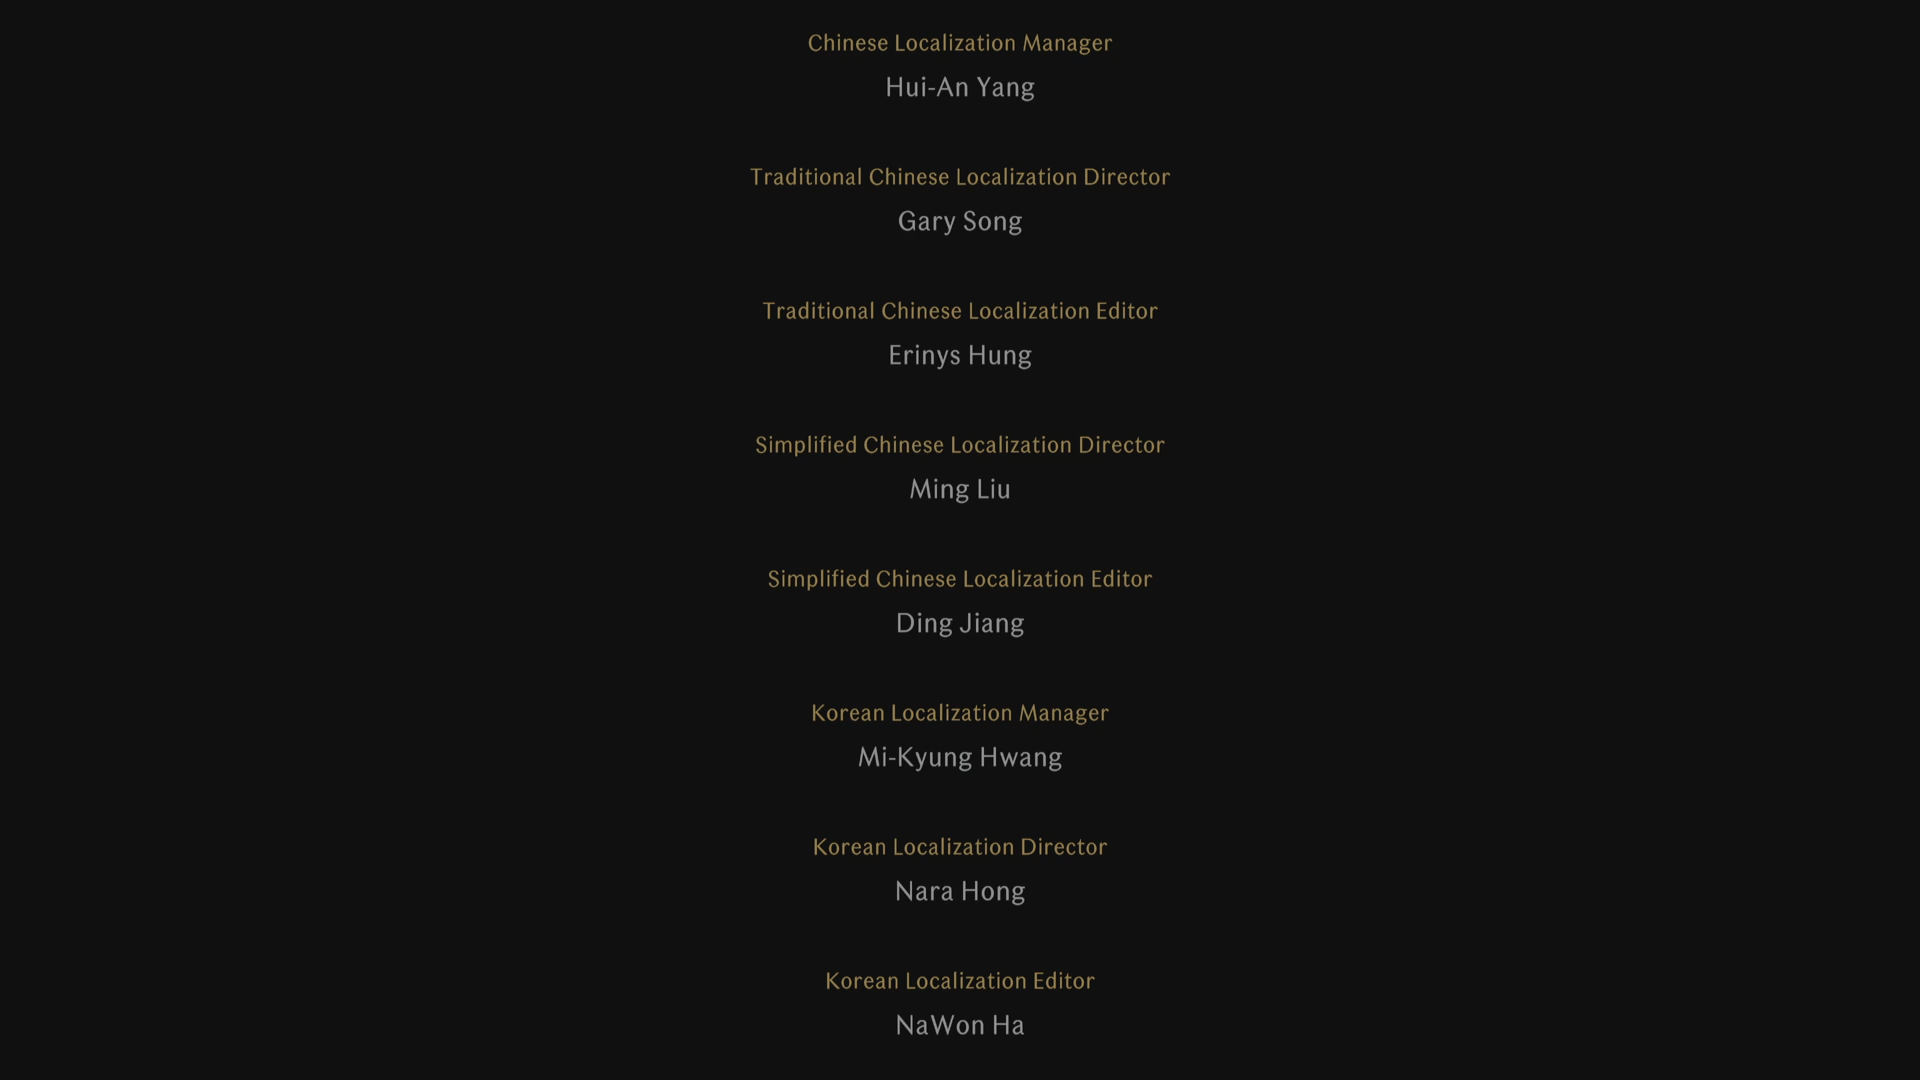 Chinese Localization Manager
Hui-An Yang
Traditional Chinese Localization Director
Gary Song
Traditional Chinese Localization Editor
Erinys Hung
Simplified Chinese Localization Director
Ming Liu
Simplified Chinese Localization Editor
Ding Jiang
Korean Localization Manager
Mi-Kyung Hwang
Korean Localization Director
Nara Hong
Korean Localization Editor
NaWon Ha